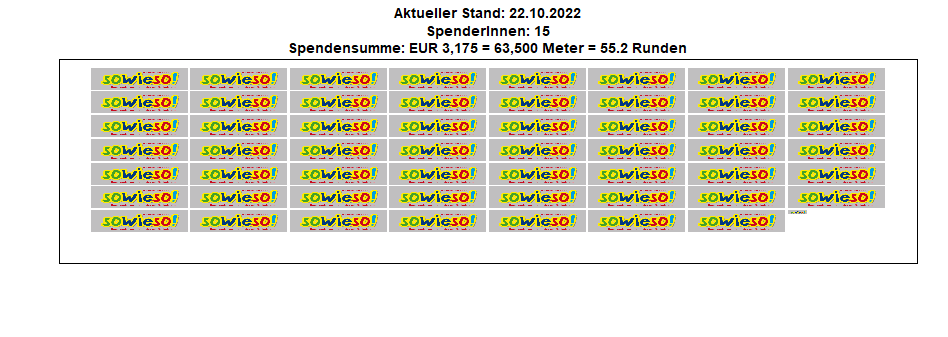 Aktueller Stand: 22.10.2022
SpenderInnen: 15
Spendensumme: EUR 3,175 = 63,500 Meter = 55.2 Runden
sowieso! sowieso! sowieso! sowieso! sowieso! sowieso! sowieso! sowieso!
sowieso! sowieso! sowieso! sowieso! sowieso! sowieso! sowieso! sowieso!
sowieso! sowieso! sowieso! sowieso! sowieso! sowieso! sowieso! sowieso!
sowieso! sowieso! sowieso! sowieso! sowieso! sowieso! sowieso! sowieso!
sowieso! sowieso! sowieso! sowieso! sowieso! sowieso! sowieso! sowieso!
sowieso! sowieso! sowieso! sowieso! sowieso! sowieso! sowieso! sowieso!
sowieso! sowieso! sowieso! sowieso! sowieso! sowieso! sowieso!